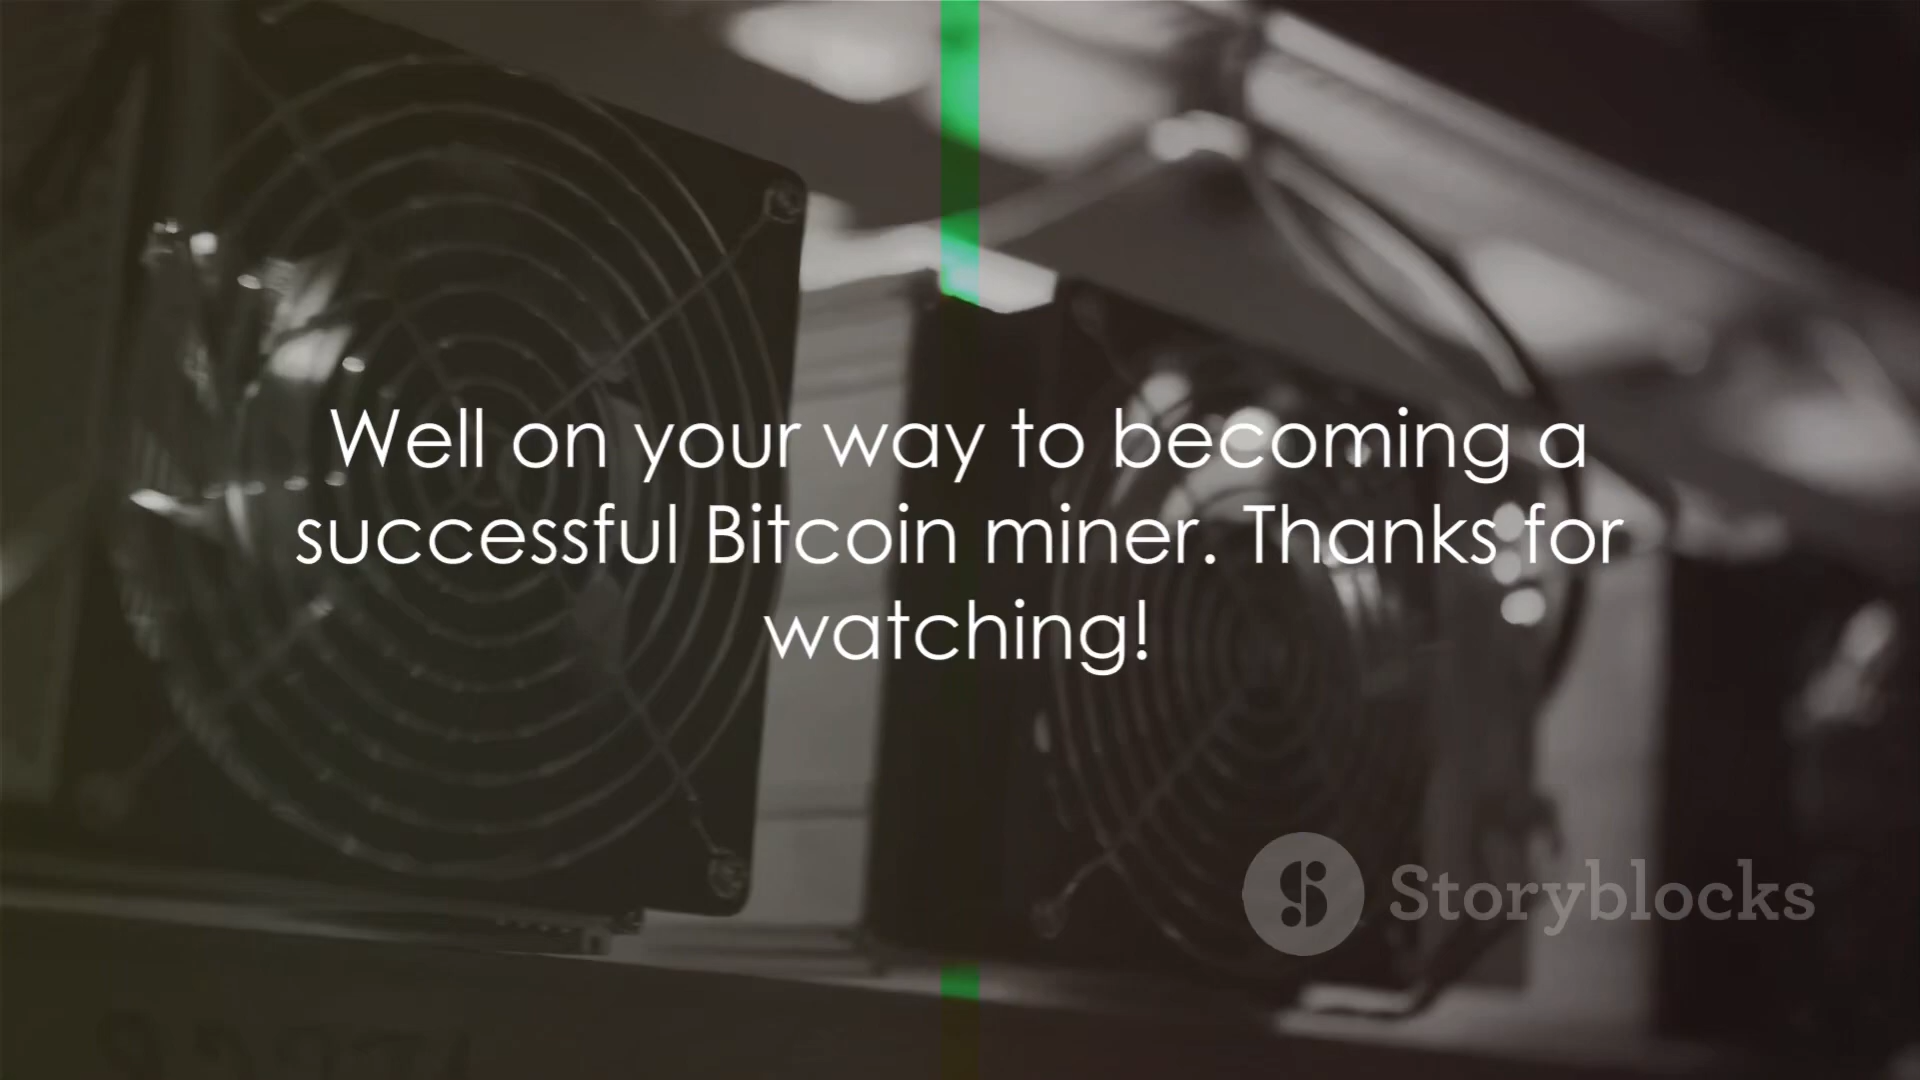 Well on your way to becoming a
successful Bitcoin miner. Thanks for
watching!
Storyblocks